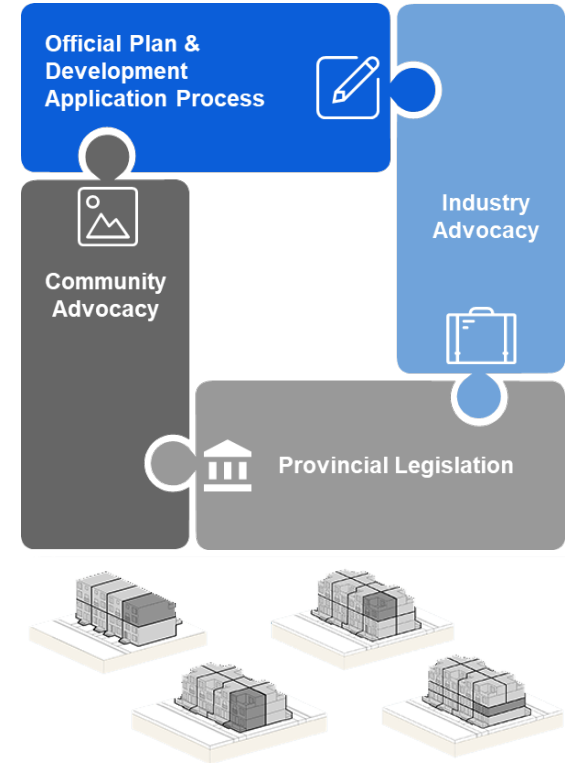 Official Plan &
Development
Application Process
Industry
Advocacy
Community
Advocacy
Provincial Legislation